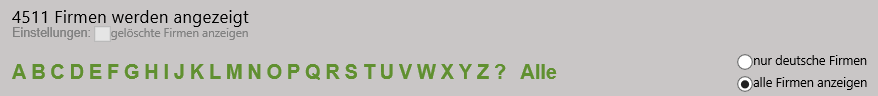 4511 Firmen werden angezeigt
Einstellungen: gelöschte Firmen anzeigen
A B C D E F G H I J K L M N O P Q R S T U V W X Y Z ? Alle
nur deutsche Firmen
alle Firmen anzeigen